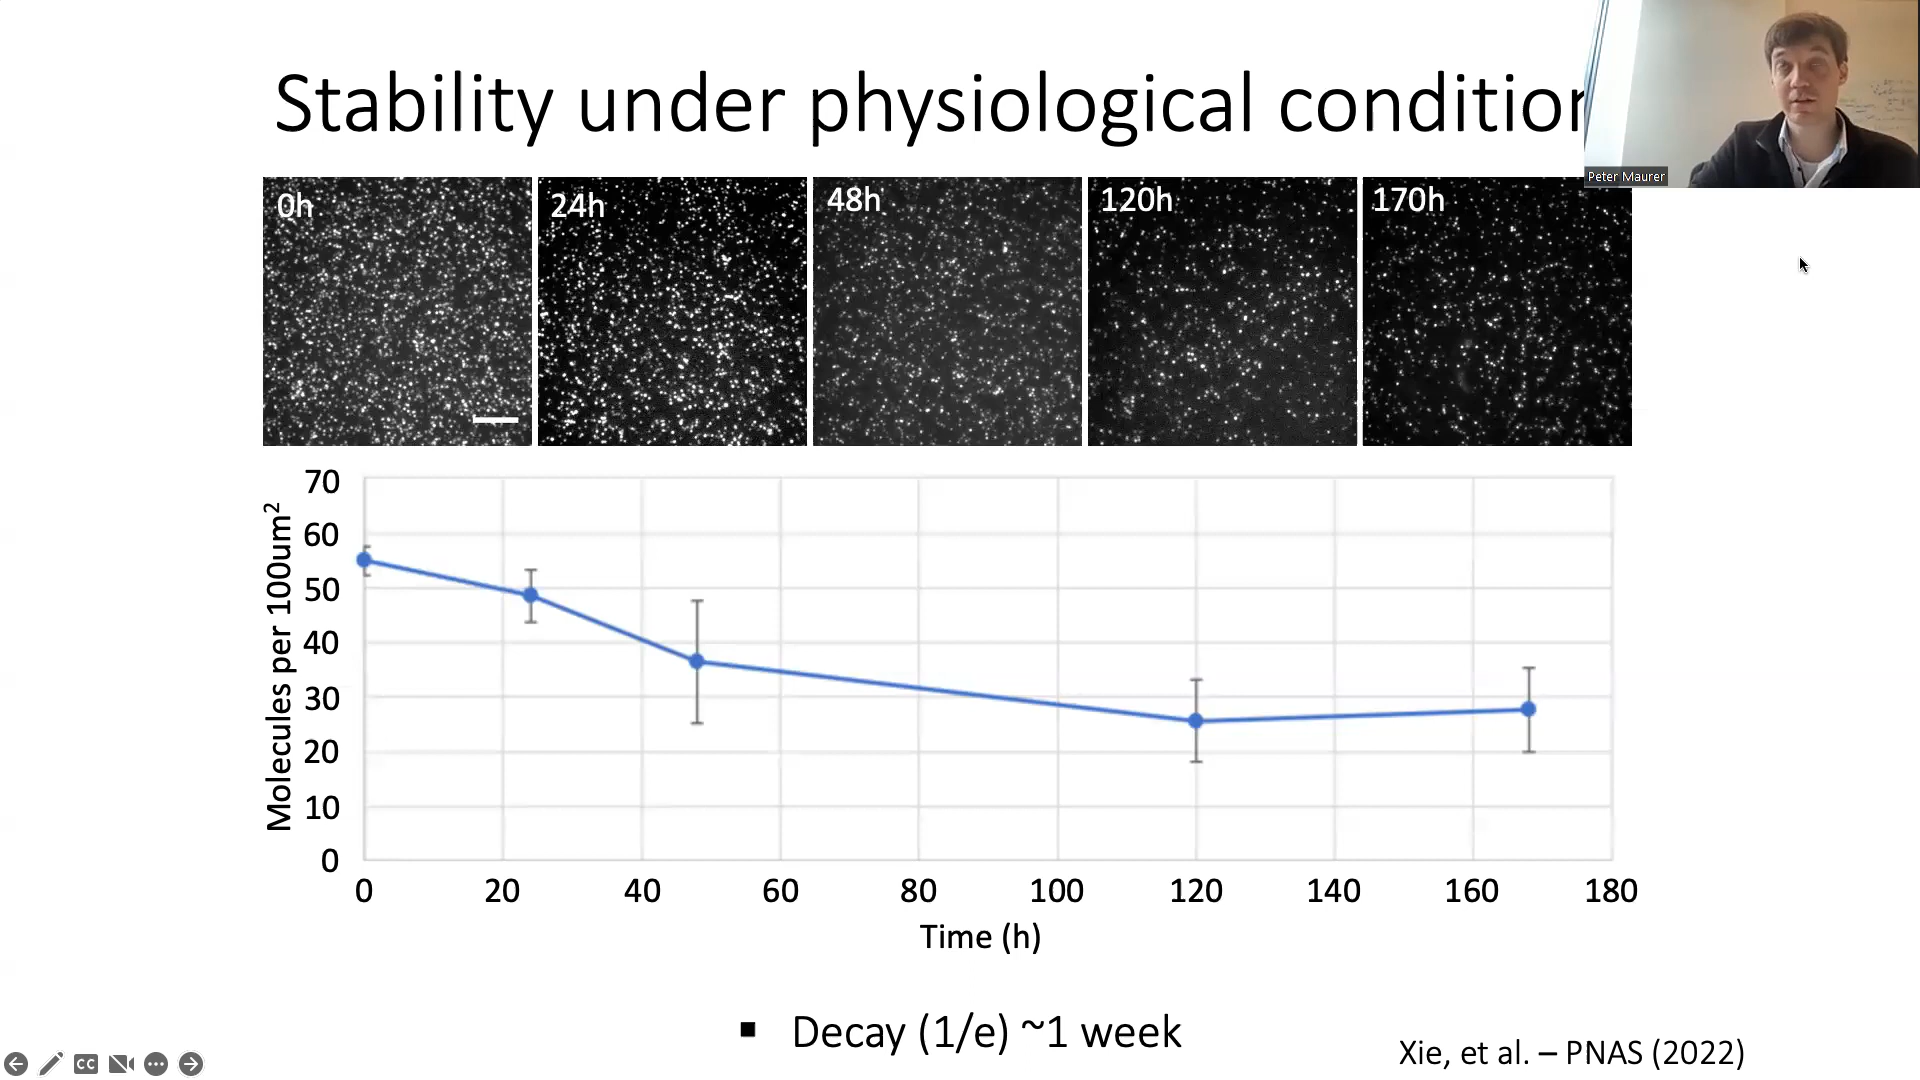 Stability under physiological condition
Peter Maurer
0h
24h
48h
120h
170h
Molecules per 100um²
70
60
50
40
30
20
10
0
0 20 40 60 80 100 120 140 160 180
Time (h)
▪ Decay (1/e) ~1 week
Xie, et al. – PNAS (2022)
CC